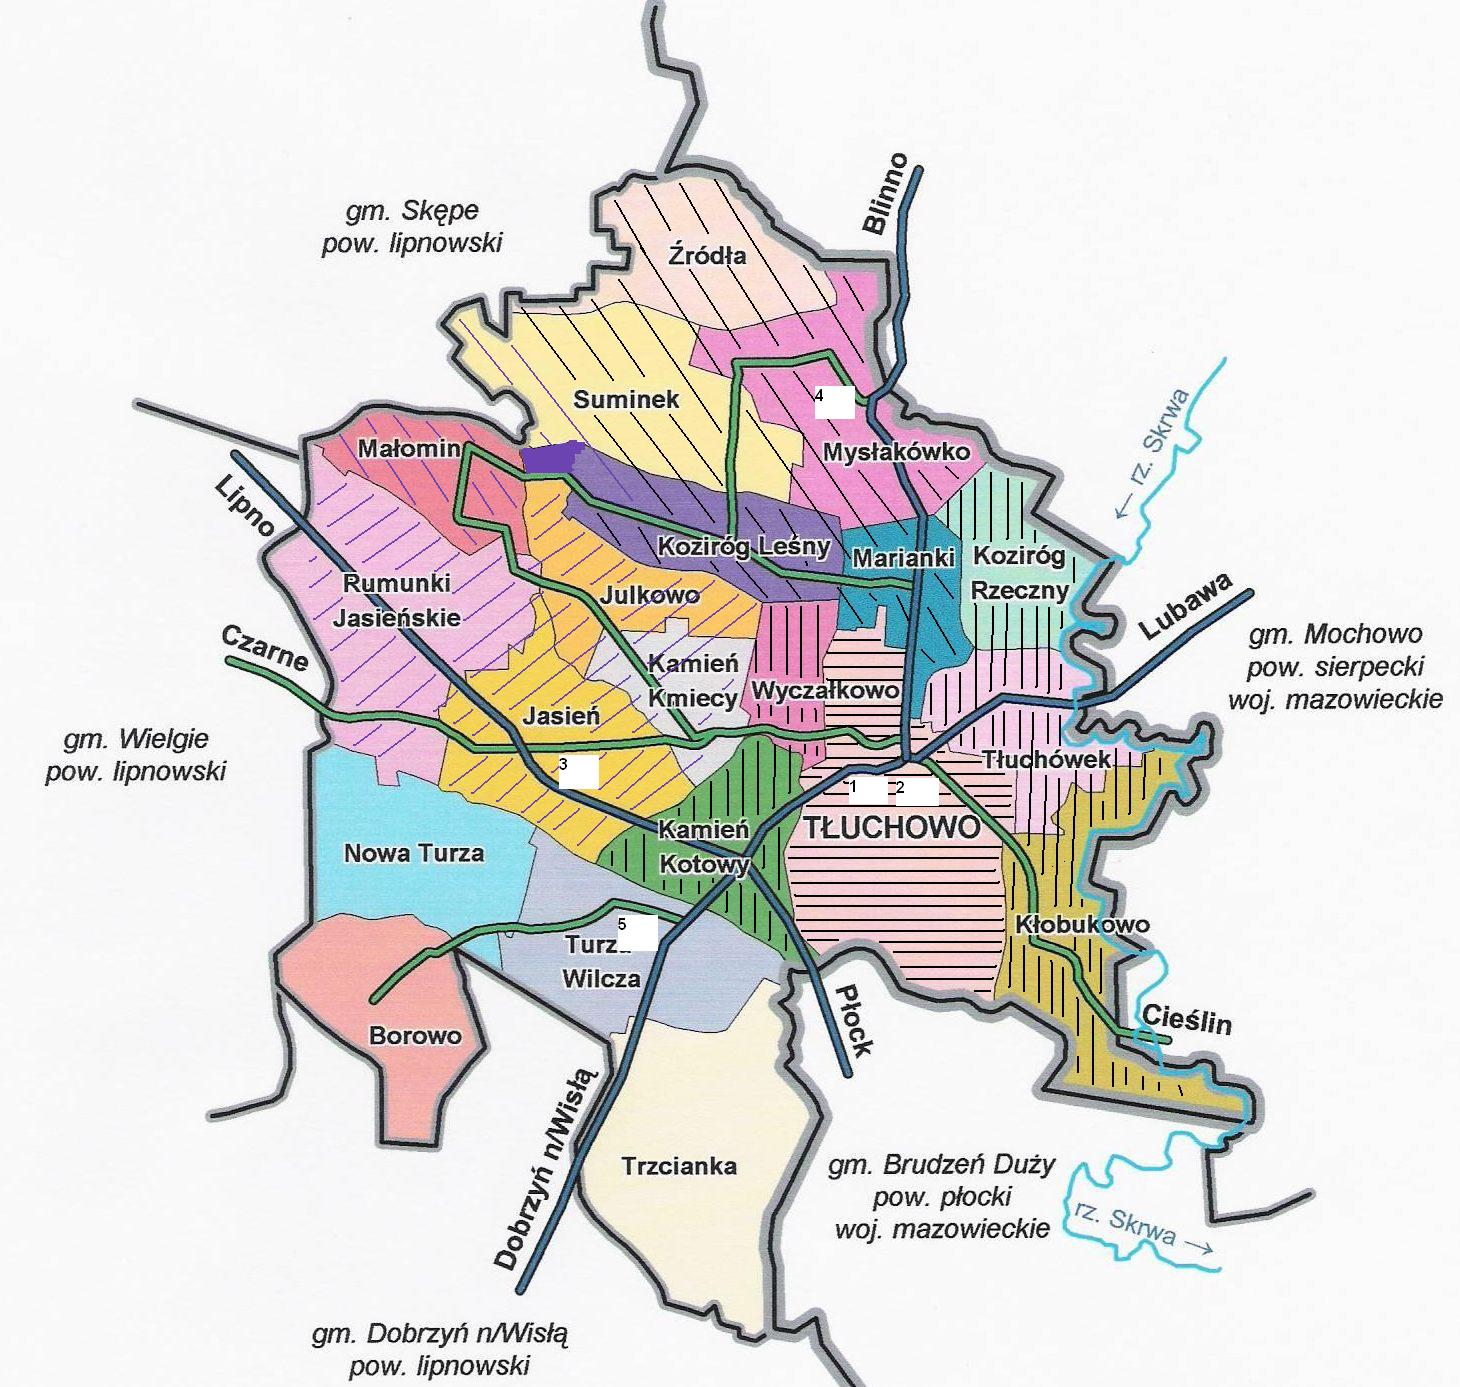 Blinno
gm. Skępe
pow. lipnowski
Źródła
Suminek
4
Mysłakówko
← rz. Skrwa
Małomin
Lipno
Koziróg Leśny
Marianki
Koziróg
Rzeczny
Rumunki
Jasieńskie
Julkowo
Lubawa
gm. Mochowo
pow. sierpecki
woj. mazowieckie
Czarne
Kamień
Kmiecy
Wyczałkowo
Jasień
3
Tłuchówek
1
2
gm. Wielgie
pow. lipnowski
TŁUCHOWO
Kamień
Kotowy
Nowa Turza
Kłobukowo
5
Wilcza
Borowo
Płock
Cieślin
Dobrzyń n/Wisłą
Trzcianka
gm. Brudzeń Duży
pow. płocki
woj. mazowieckie
rz. Skrwa →
gm. Dobrzyń n/Wisłą
pow. lipnowski